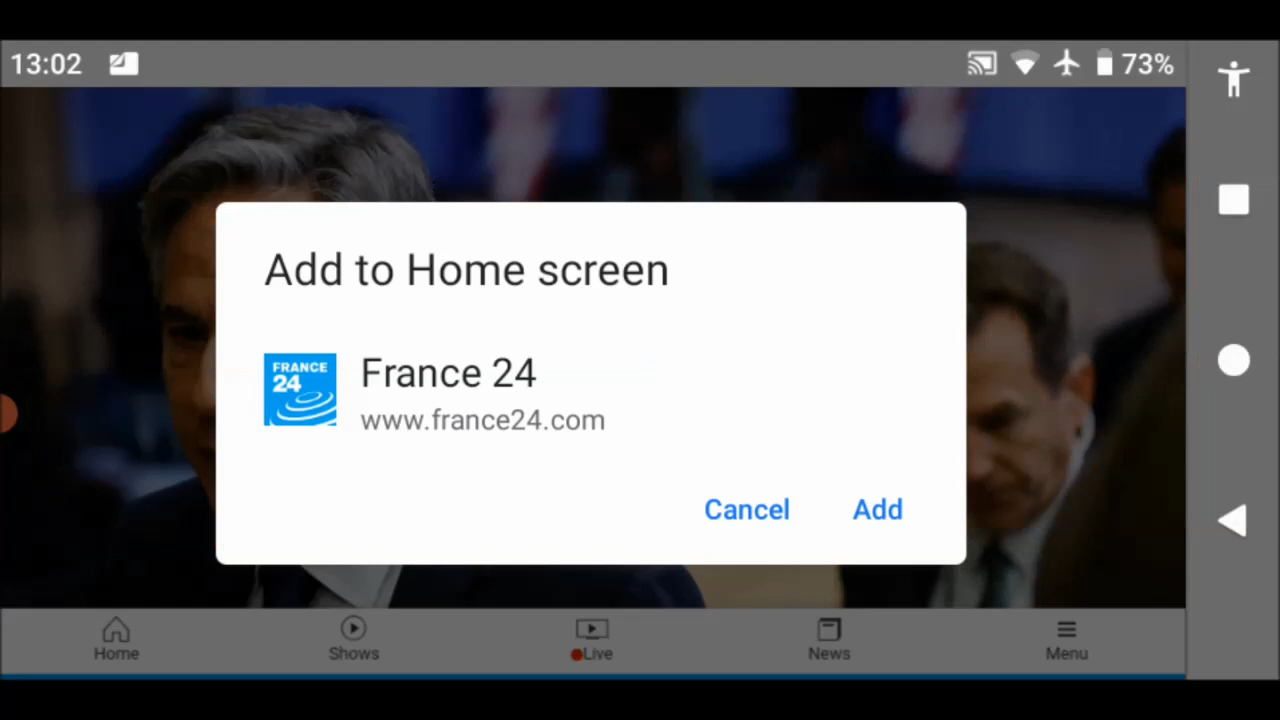 13:02
73%
Add to Home screen
FRANCE
24
France 24
www.france24.com
Cancel
Add
Home
Shows
Live
News
Menu